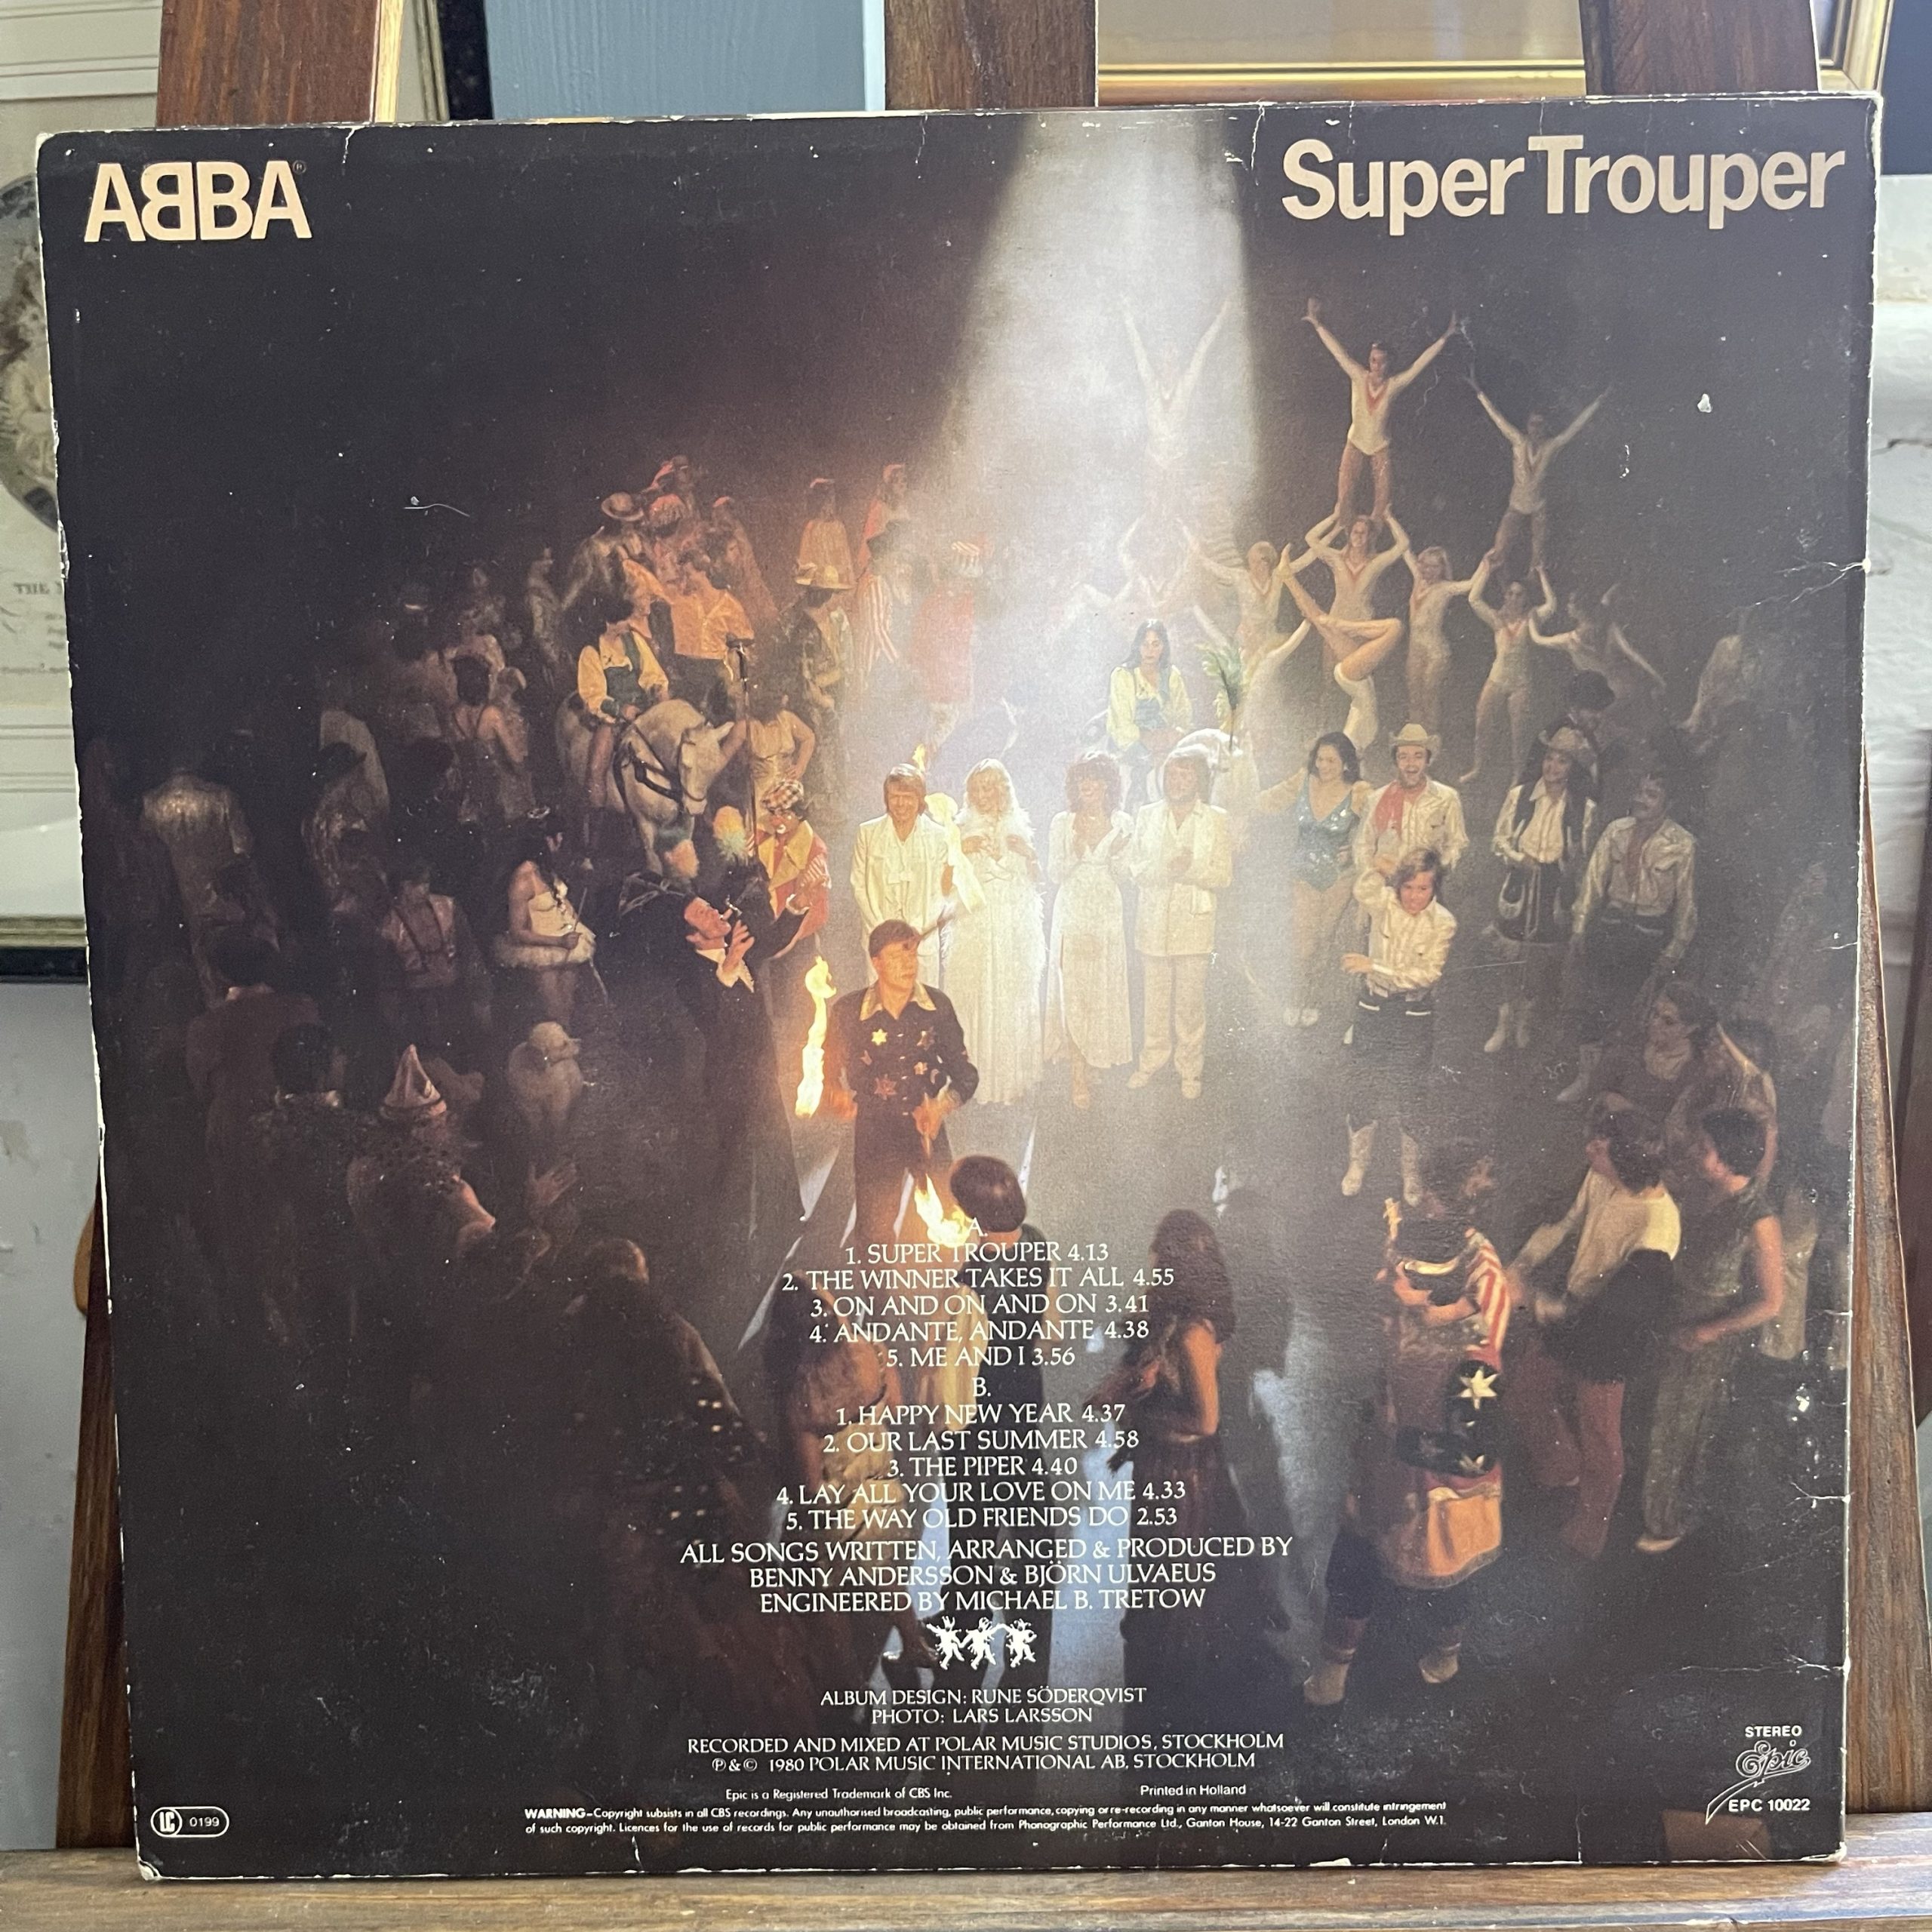 ABBA®
Super Trouper
A.
1. SUPER TROUPER 4.13
2. THE WINNER TAKES IT ALL 4.55
3. ON AND ON AND ON 3.41
4. ANDANTE, ANDANTE 4.38
5. ME AND I 3.56
B.
1. HAPPY NEW YEAR 4.37
2. OUR LAST SUMMER 4.58
3. THE PIPER 4.40
4. LAY ALL YOUR LOVE ON ME 4.33
5. THE WAY OLD FRIENDS DO 2.53
ALL SONGS WRITTEN, ARRANGED & PRODUCED BY
BENNY ANDERSSON & BJÖRN ULVAEUS
ENGINEERED BY MICHAEL B. TRETOW
ALBUM DESIGN: RUNE SÖDERQVIST
PHOTO: LARS LARSSON
RECORDED AND MIXED AT POLAR MUSIC STUDIOS, STOCKHOLM
℗ & © 1980 POLAR MUSIC INTERNATIONAL AB, STOCKHOLM
Epic is a Registered Trademark of CBS Inc.
Printed in Holland
WARNING–Copyright subsists in all CBS recordings. Any unauthorised broadcasting, public performance, copying or re-recording in any manner whatsoever will constitute infringement
of such copyright. Licences for the use of records for public performance may be obtained from Phonographic Performance Ltd., Ganton House, 14-22 Ganton Street, London W.1.
LC 0199
STEREO
Epic
EPC 10022